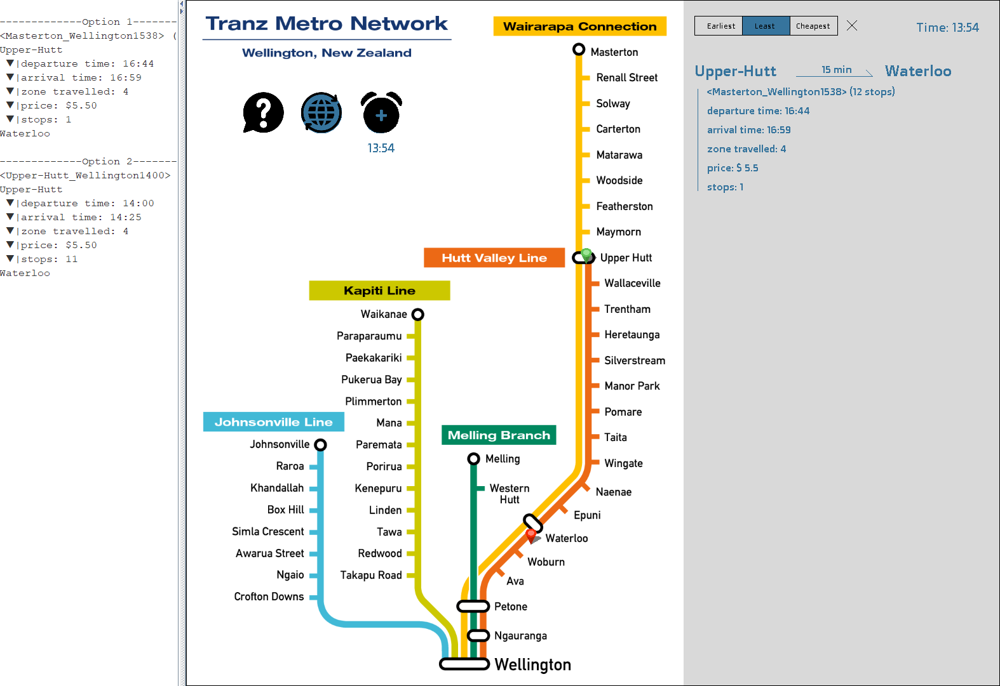 -------------Option 1-------
<Masterton_Wellington1538> (
Upper-Hutt
▼|departure time: 16:44
▼|arrival time: 16:59
▼|zone travelled: 4
▼|price: $5.50
▼|stops: 1
Waterloo
-------------Option 2-------
<Upper-Hutt_Wellington1400>
Upper-Hutt
▼|departure time: 14:00
▼|arrival time: 14:25
▼|zone travelled: 4
▼|price: $5.50
▼|stops: 11
Waterloo
Tranz Metro Network
Wellington, New Zealand
?
+
13:54
Wairarapa Connection
Masterton
Renall Street
Solway
Carterton
Matarawa
Woodside
Featherston
Maymorn
Hutt Valley Line
Upper Hutt
Wallaceville
Trentham
Heretaunga
Silverstream
Manor Park
Pomare
Taita
Wingate
Naenae
Epuni
Waterloo
Woburn
Ava
Petone
Ngauranga
Wellington
Kapiti Line
Waikanae
Paraparaumu
Paekakariki
Pukerua Bay
Plimmerton
Mana
Paremata
Porirua
Kenepuru
Linden
Tawa
Redwood
Takapu Road
Johnsonville Line
Johnsonville
Raroa
Khandallah
Box Hill
Simla Crescent
Awarua Street
Ngaio
Crofton Downs
Melling Branch
Melling
Western
Hutt
Earliest
Least
Cheapest
Time: 13:54
Upper-Hutt
15 min
Waterloo
<Masterton_Wellington1538> (12 stops)
departure time: 16:44
arrival time: 16:59
zone travelled: 4
price: $ 5.5
stops: 1